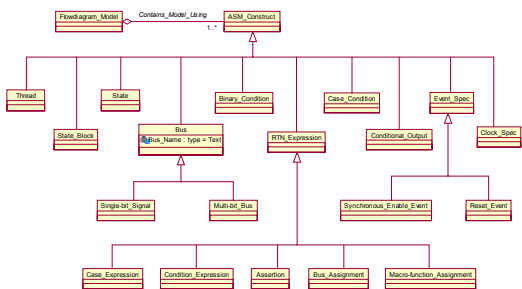 Flowdiagram_Model
Contains_Model_Using
ASM_Construct
1..*
Thread
State
Binary_Condition
Case_Condition
Event_Spec
State_Block
Bus
Bus_Name : type = Text
RTN_Expression
Conditional_Output
Clock_Spec
Single-bit_Signal
Multi-bit_Bus
Synchronous_Enable_Event
Reset_Event
Case_Expression
Condition_Expression
Assertion
Bus_Assignment
Macro-function_Assignment